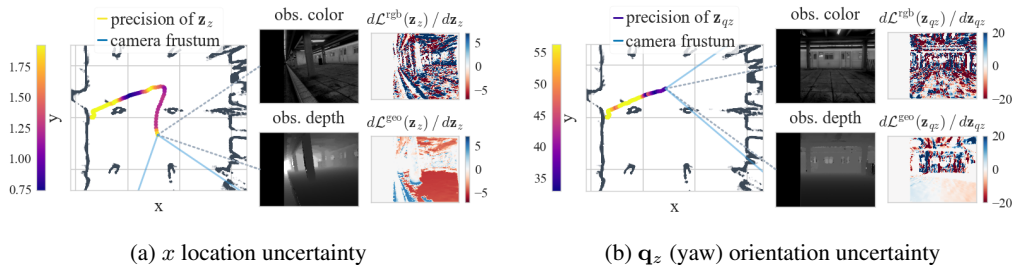 precision of z_z
camera frustum
obs. color
dL^rgb(z_z) / dz_z
1.75
1.50
1.25
1.00
0.75
y
x
5
0
−5
obs. depth
dL^geo(z_z) / dz_z
5
0
−5
(a) x location uncertainty
precision of z_qz
camera frustum
obs. color
dL^rgb(z_qz) / dz_qz
55
50
45
40
35
y
x
20
0
−20
obs. depth
dL^geo(z_qz) / dz_qz
20
0
−20
(b) q_z (yaw) orientation uncertainty